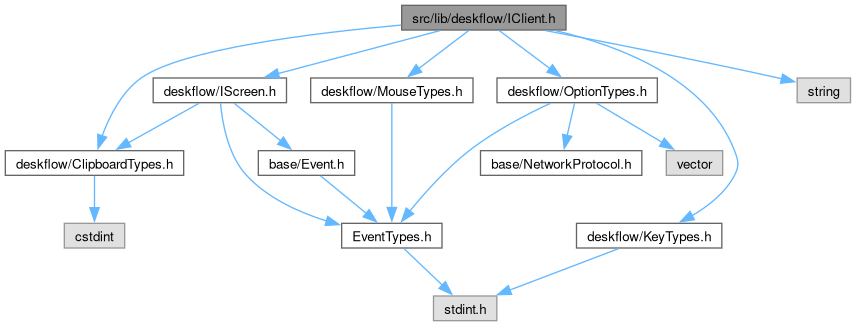 src/lib/deskflow/IClient.h
deskflow/IScreen.h
deskflow/MouseTypes.h
deskflow/OptionTypes.h
string
deskflow/ClipboardTypes.h
base/Event.h
base/NetworkProtocol.h
vector
cstdint
EventTypes.h
deskflow/KeyTypes.h
stdint.h